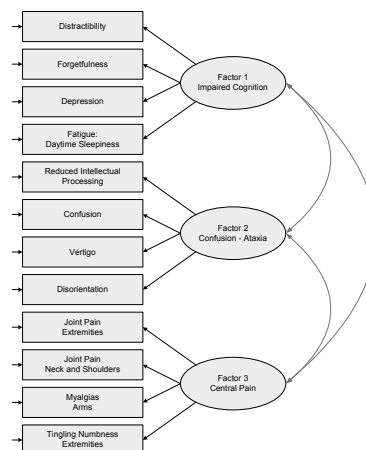 Distractibility
Forgetfulness
Depression
Fatigue:
Daytime Sleepiness
Factor 1
Impaired Cognition
Reduced Intellectual
Processing
Confusion
Vertigo
Disorientation
Factor 2
Confusion - Ataxia
Joint Pain
Extremities
Joint Pain
Neck and Shoulders
Myalgias
Arms
Tingling Numbness
Extremities
Factor 3
Central Pain